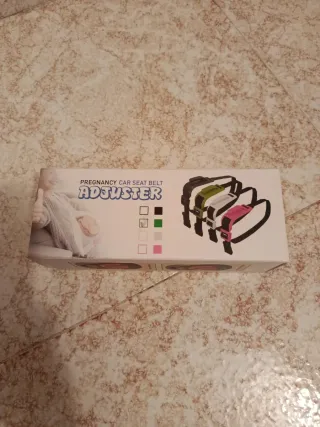 PREGNANCY CAR SEAT BELT
ADJUSTER